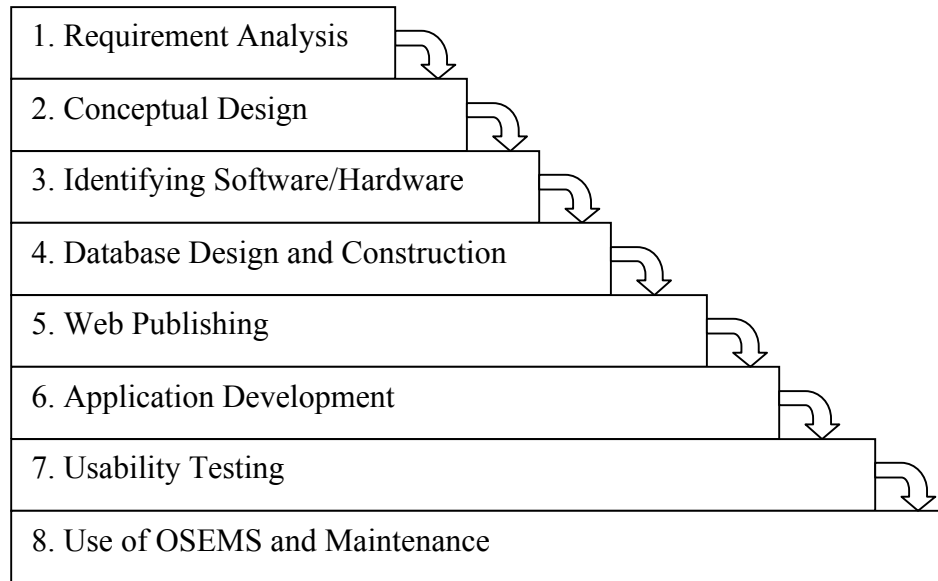 1. Requirement Analysis
2. Conceptual Design
3. Identifying Software/Hardware
4. Database Design and Construction
5. Web Publishing
6. Application Development
7. Usability Testing
8. Use of OSEMS and Maintenance